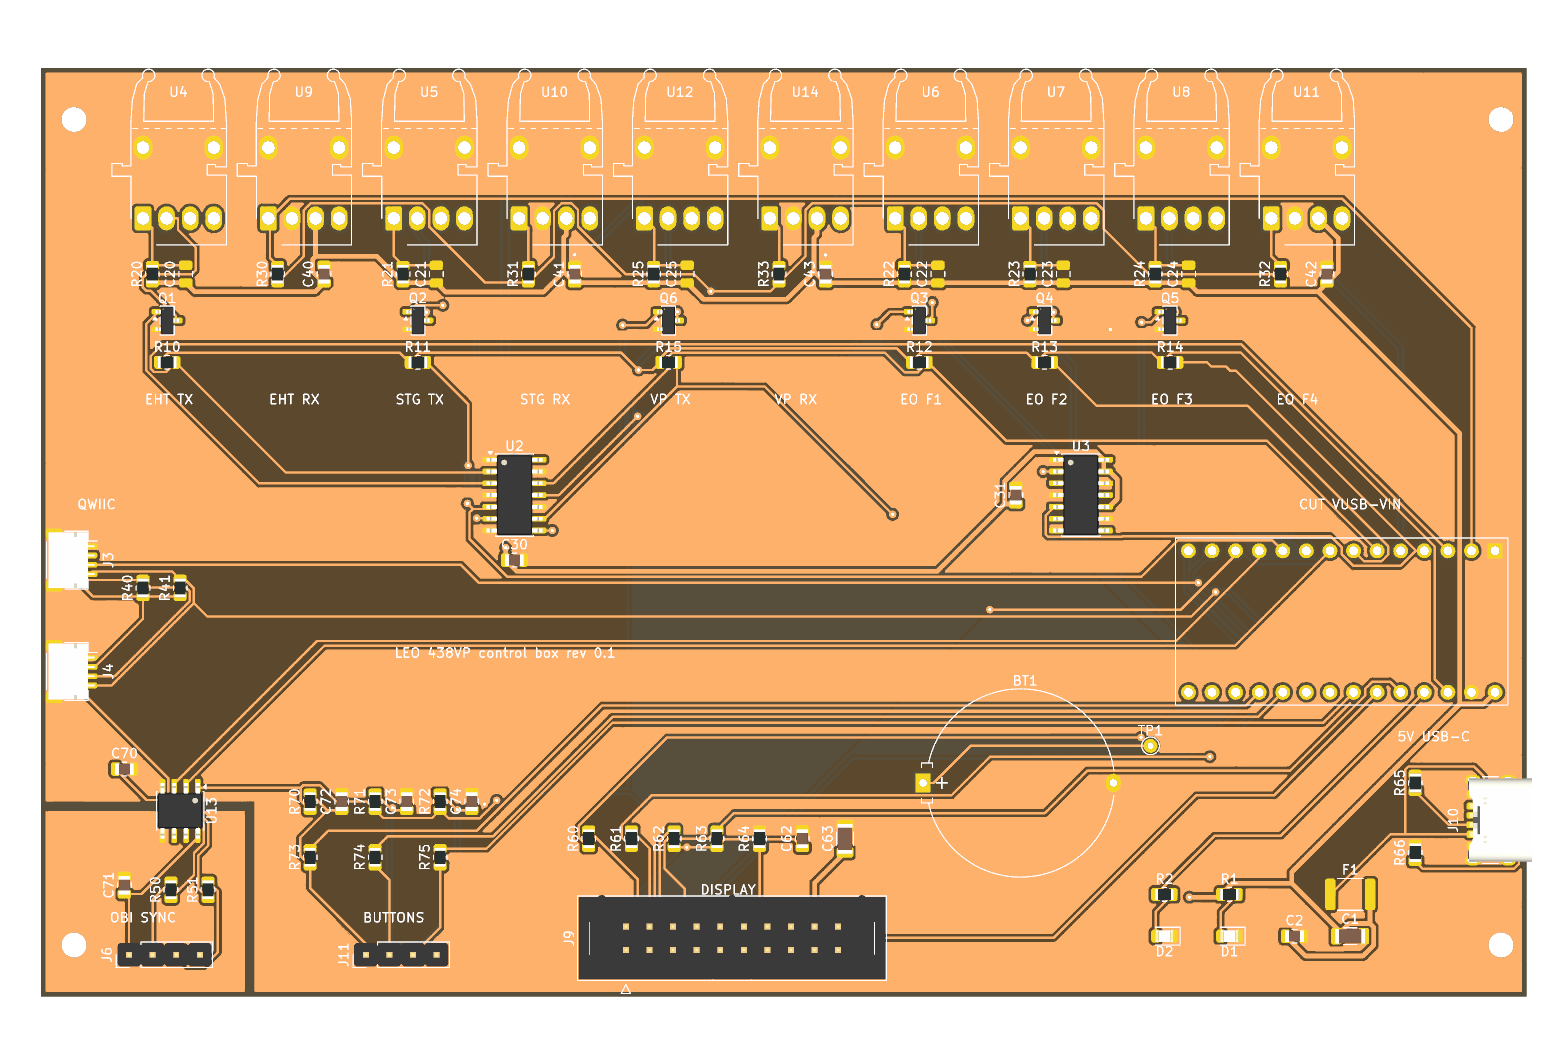 U4 U9 U5 U10 U12 U14 U6 U7 U8 U11
R20 C20 R30 C40 R21 C21 R31 C41 R25 C25 R33 C43 R22 C22 R23 C23 R24 C24 R32 C42
Q1 Q2 Q6 Q3 Q4 Q5
R10 R11 R15 R12 R13 R14
EHT TX EHT RX STG TX STG RX VP TX VP RX EO F1 EO F2 EO F3 EO F4
U2 U3
C31
QWIIC CUT VUSB-VIN
C30
J3
R40 R41
LEO 438VP control box rev 0.1
J4
BT1
TP1 5V USB-C
C70
+
R65
R70 C72 R71 C73 R72 C74
U13
J10
R60 R61 R62 R63 R64 C62 C63
R73 R74 R75 R66
F1
R2 R1
C71 R50 R51
DISPLAY
OBI SYNC BUTTONS
C2 C1
J9
D2 D1
J6 J11